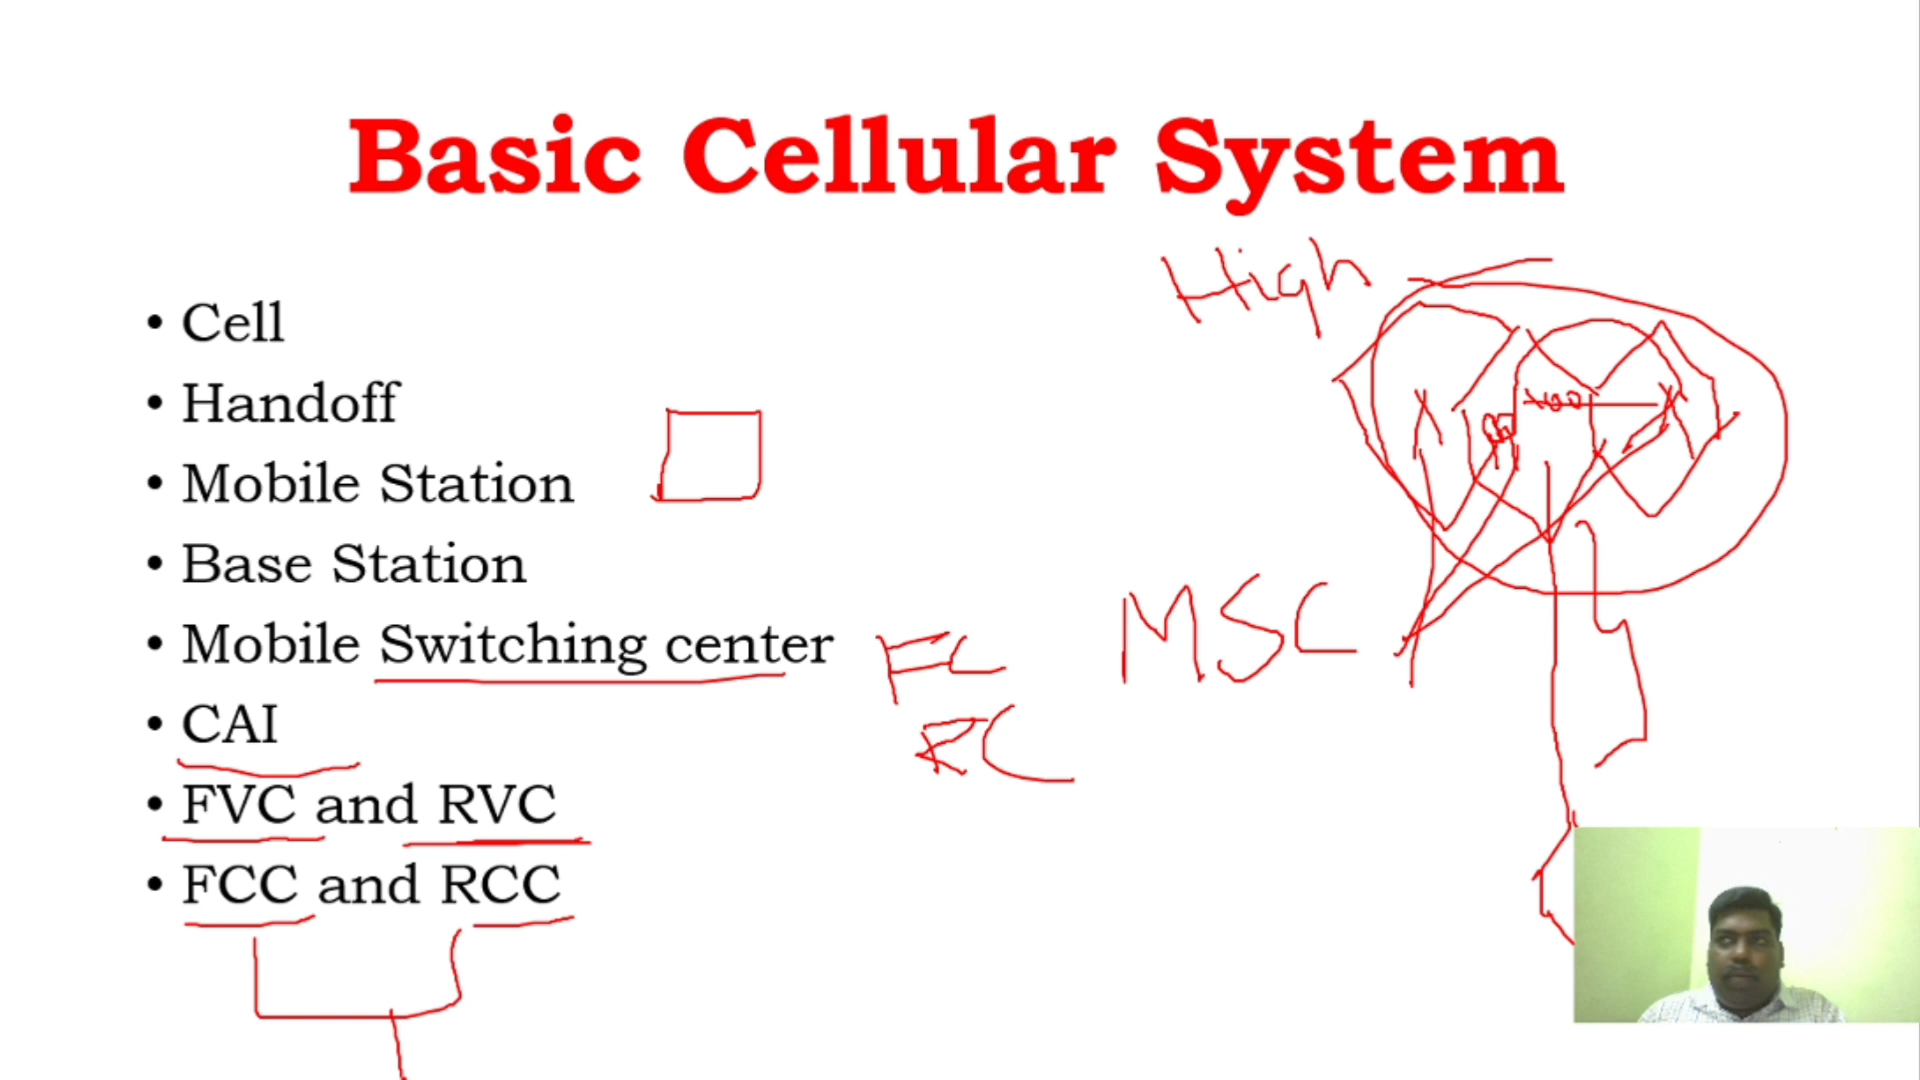 Basic Cellular System
High
• Cell
• Handoff
• Mobile Station
• Base Station
• Mobile Switching center
FC
MSC
• CAI
RC
• FVC and RVC
• FCC and RCC